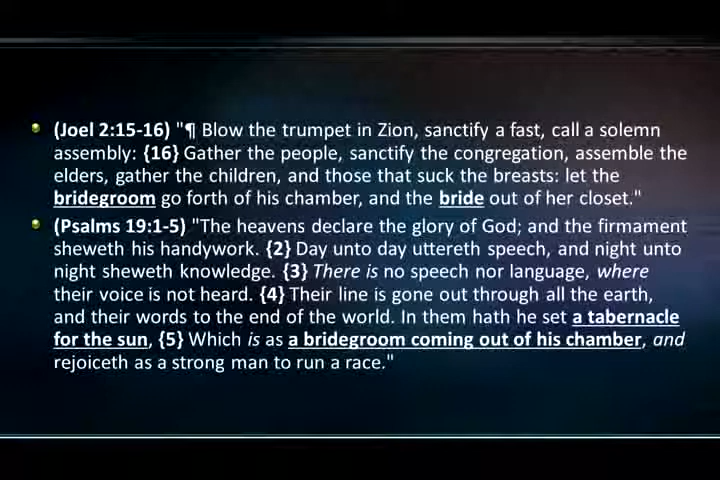 (Joel 2:15-16) "¶ Blow the trumpet in Zion, sanctify a fast, call a solemn
assembly: {16} Gather the people, sanctify the congregation, assemble the
elders, gather the children, and those that suck the breasts: let the
bridegroom go forth of his chamber, and the bride out of her closet."
(Psalms 19:1-5) "The heavens declare the glory of God; and the firmament
sheweth his handywork. {2} Day unto day uttereth speech, and night unto
night sheweth knowledge. {3} There is no speech nor language, where
their voice is not heard. {4} Their line is gone out through all the earth,
and their words to the end of the world. In them hath he set a tabernacle
for the sun, {5} Which is as a bridegroom coming out of his chamber, and
rejoiceth as a strong man to run a race."